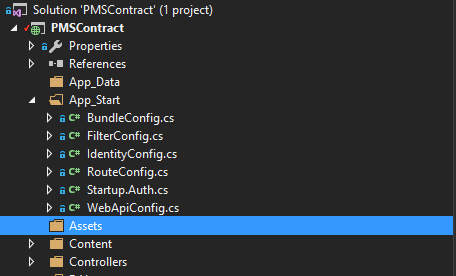 Solution 'PMSContract' (1 project)
PMSContract
Properties
References
App_Data
App_Start
BundleConfig.cs
FilterConfig.cs
IdentityConfig.cs
RouteConfig.cs
Startup.Auth.cs
WebApiConfig.cs
Assets
Content
Controllers